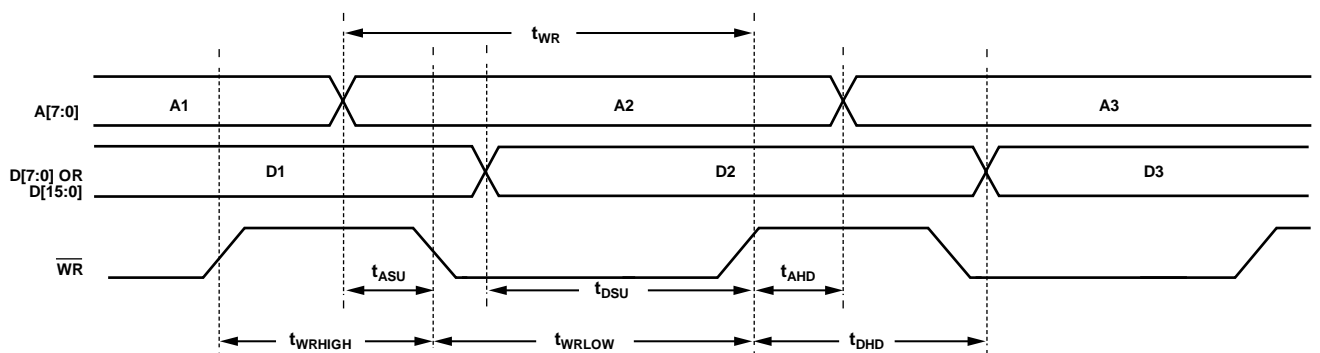 tWR
A[7:0] A1 A2 A3
D[7:0] OR
D[15:0]
D1 D2 D3
WR
tASU tDSU tAHD
tWRHIGH tWRLOW tDHD